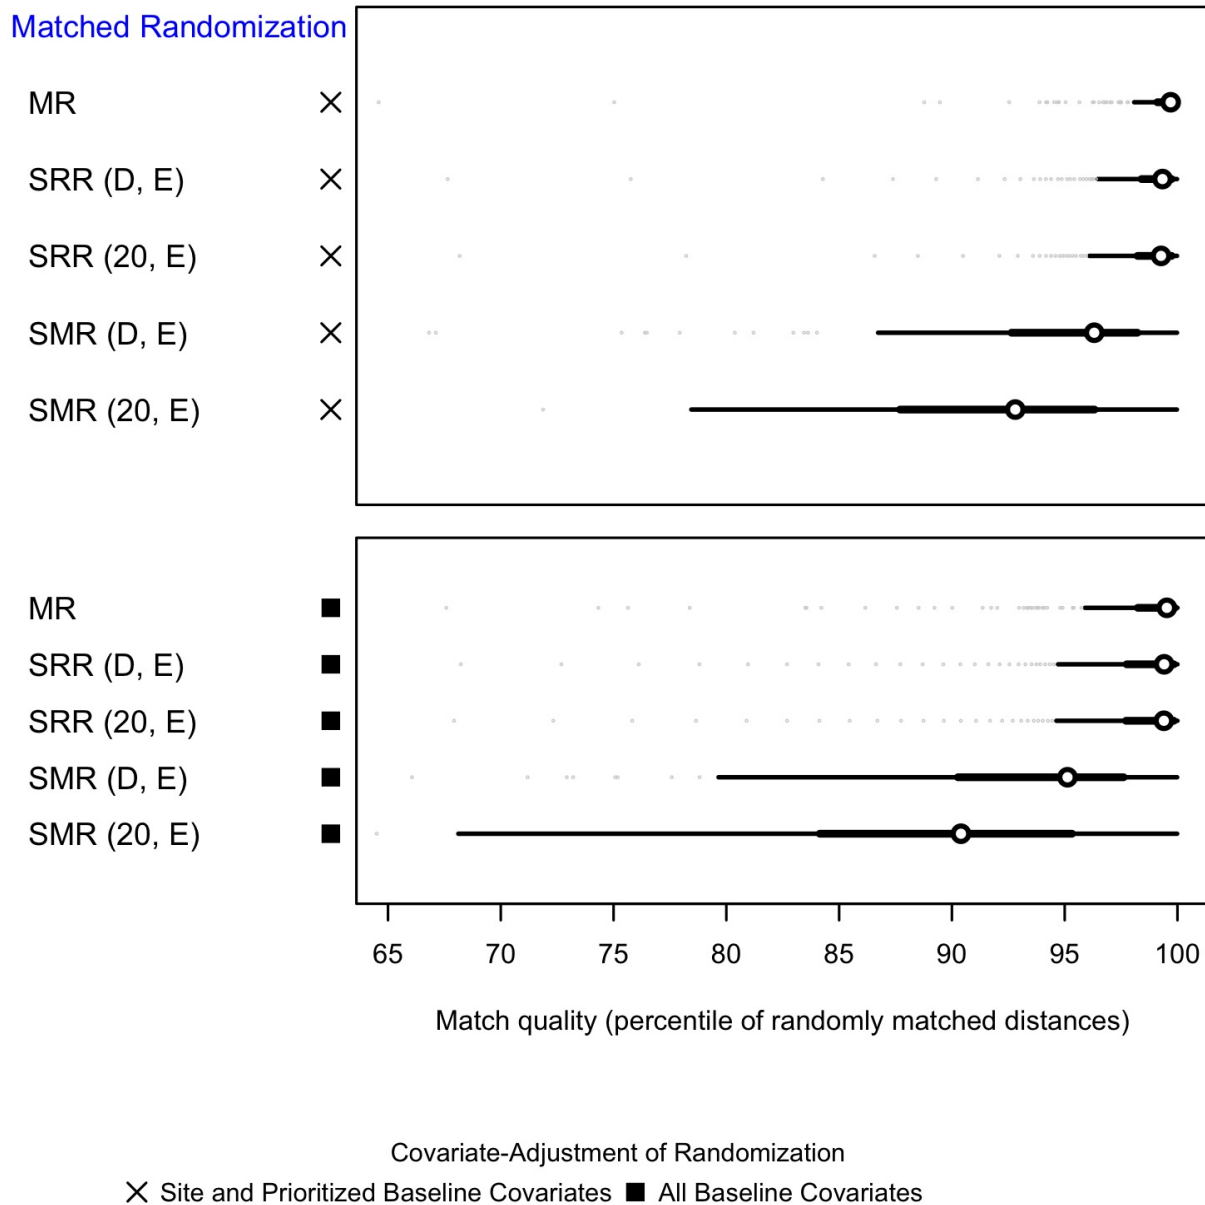 Matched Randomization
MR
SRR (D, E)
SRR (20, E)
SMR (D, E)
SMR (20, E)
MR
SRR (D, E)
SRR (20, E)
SMR (D, E)
SMR (20, E)
65 70 75 80 85 90 95 100
Match quality (percentile of randomly matched distances)
Covariate-Adjustment of Randomization
Site and Prioritized Baseline Covariates All Baseline Covariates